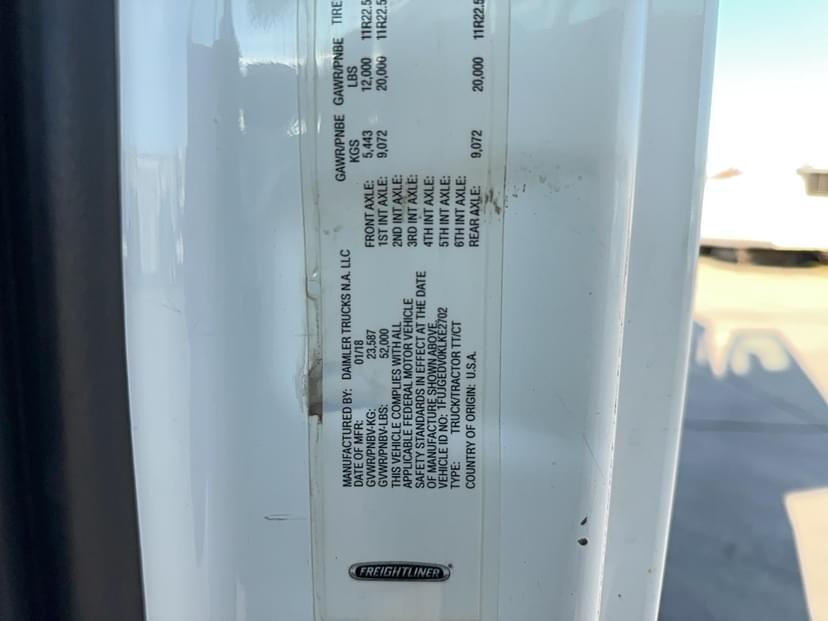 MANUFACTURED BY: DAIMLER TRUCKS N.A. LLC
DATE OF MFR: 01/18
GVWR/PNBV-KG: 23,587
GVWR/PNBV-LBS: 52,000
THIS VEHICLE COMPLIES WITH ALL
APPLICABLE FEDERAL MOTOR VEHICLE
SAFETY STANDARDS IN EFFECT AT THE DATE
OF MANUFACTURE SHOWN ABOVE.
VEHICLE ID NO: 1FUJGEDV0KLKE2702
TYPE: TRUCK/TRACTOR TT/CT
COUNTRY OF ORIGIN: U.S.A.
GAWR/PNBE GAWR/PNBE TIRE
KGS LBS
FRONT AXLE: 5,443 12,000 11R22.5
1ST INT AXLE: 9,072 20,000 11R22.5
2ND INT AXLE:
3RD INT AXLE:
4TH INT AXLE:
5TH INT AXLE:
6TH INT AXLE:
REAR AXLE: 9,072 20,000 11R22.5
FREIGHTLINER